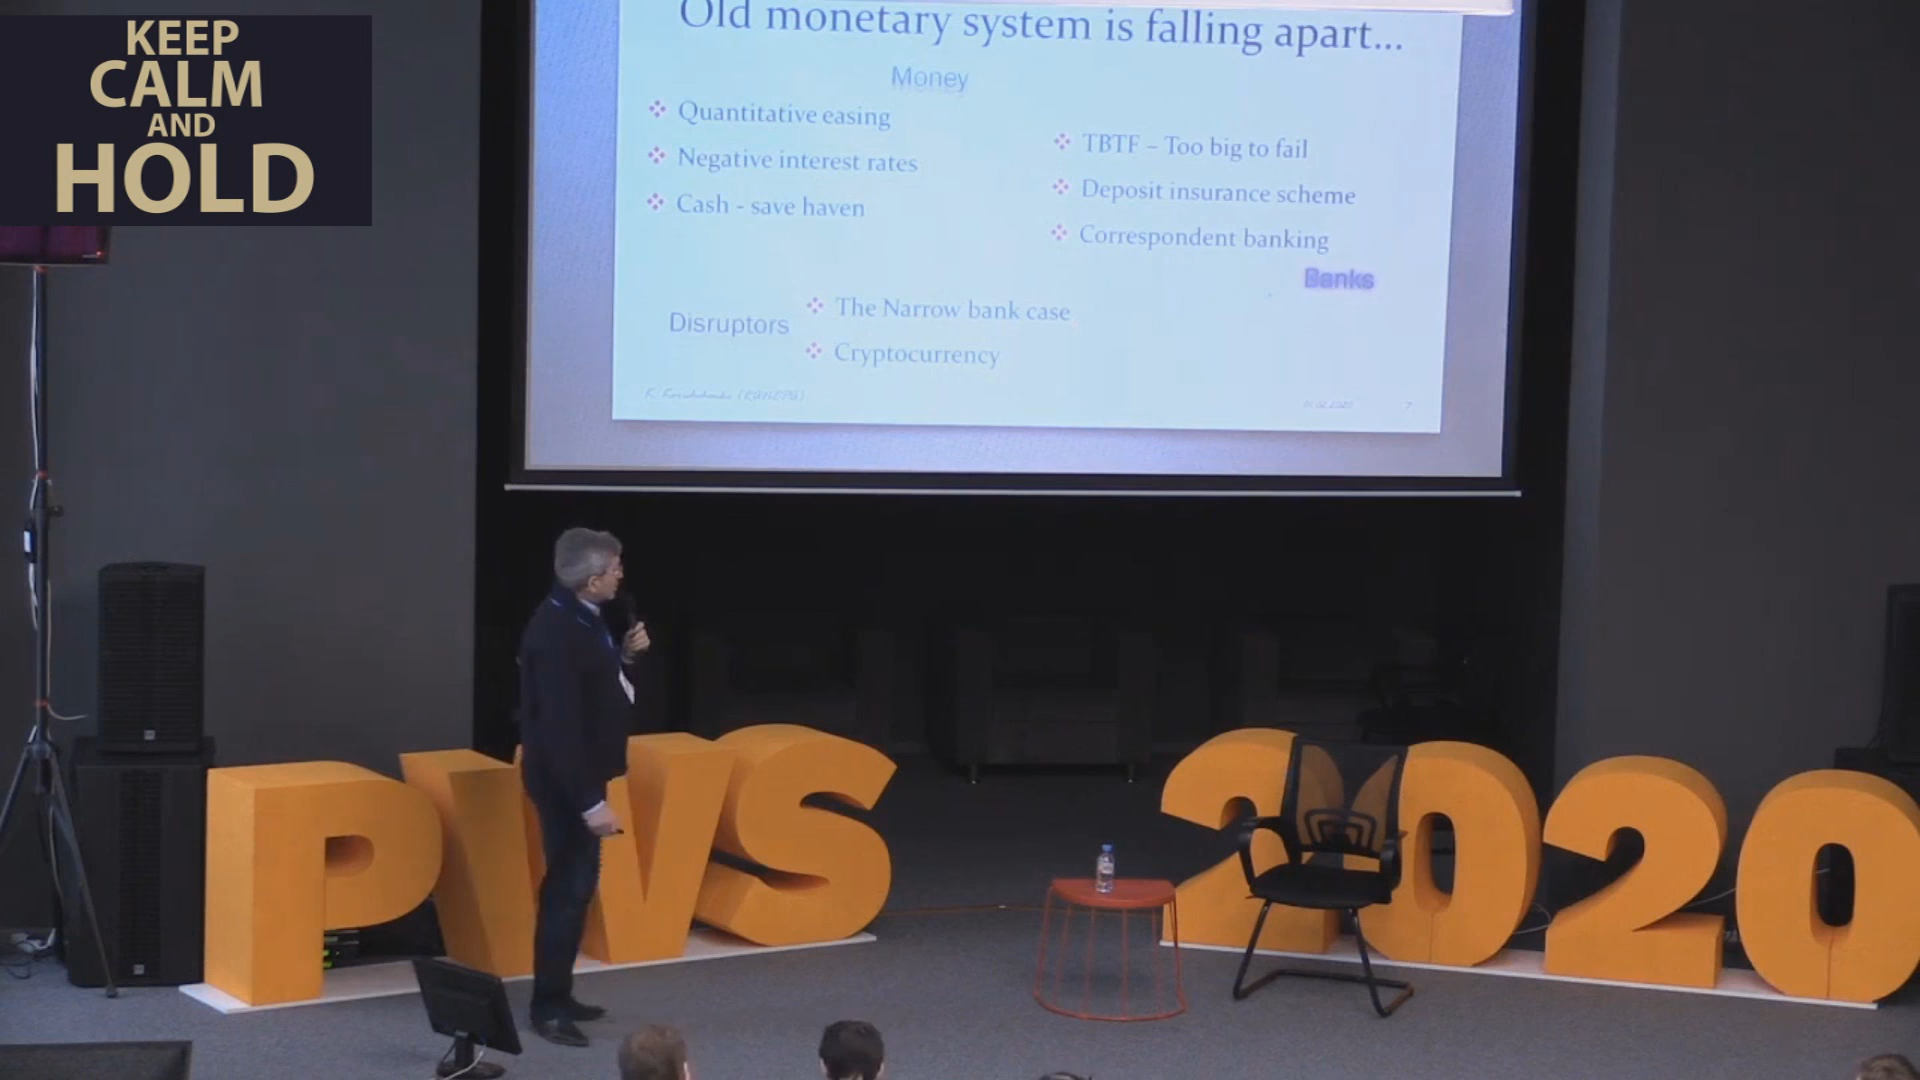 KEEP
CALM
AND
HOLD
Old monetary system is falling apart...
Money
Quantitative easing
Negative interest rates
Cash - save haven
TBTF – Too big to fail
Deposit insurance scheme
Correspondent banking
Banks
Disruptors
The Narrow bank case
Cryptocurrency
7
PWS 2020